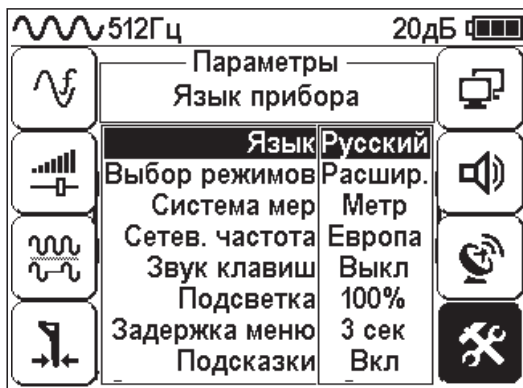 512Гц 20дБ
Параметры
Язык прибора
Язык Русский
Выбор режимов Расшир.
Система мер Метр
Сетев. частота Европа
Звук клавиш Выкл
Подсветка 100%
Задержка меню 3 сек
Подсказки Вкл